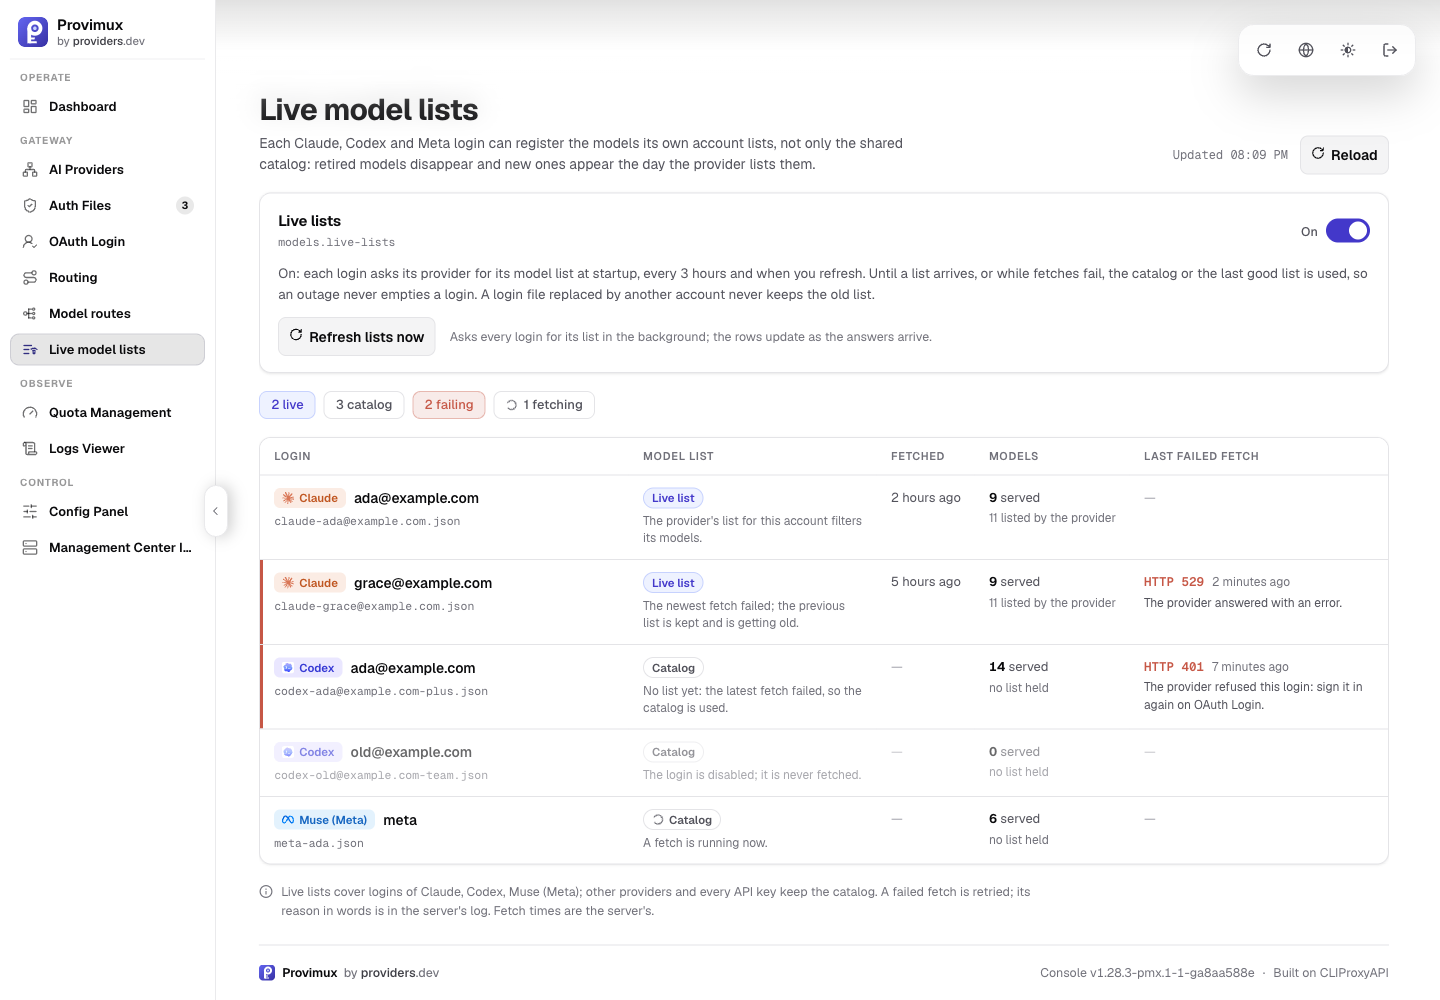 Provimux
by providers.dev
OPERATE
Dashboard
GATEWAY
AI Providers
Auth Files
3
OAuth Login
Routing
Model routes
Live model lists
OBSERVE
Quota Management
Logs Viewer
CONTROL
Config Panel
Management Center I...
Live model lists
Each Claude, Codex and Meta login can register the models its own account lists, not only the shared
catalog: retired models disappear and new ones appear the day the provider lists them.
Updated 08:09 PM
Reload
Live lists
models.live-lists
On
On: each login asks its provider for its model list at startup, every 3 hours and when you refresh. Until a list arrives, or while fetches fail, the catalog or the last good list is used, so
an outage never empties a login. A login file replaced by another account never keeps the old list.
Refresh lists now
Asks every login for its list in the background; the rows update as the answers arrive.
2 live
3 catalog
2 failing
1 fetching
LOGIN
MODEL LIST
FETCHED
MODELS
LAST FAILED FETCH
Claude
ada@example.com
claude-ada@example.com.json
Live list
The provider's list for this account filters
its models.
2 hours ago
9 served
11 listed by the provider
—
Claude
grace@example.com
claude-grace@example.com.json
Live list
The newest fetch failed; the previous
list is kept and is getting old.
5 hours ago
9 served
11 listed by the provider
HTTP 529 2 minutes ago
The provider answered with an error.
Codex
ada@example.com
codex-ada@example.com-plus.json
Catalog
No list yet: the latest fetch failed, so the
catalog is used.
—
14 served
no list held
HTTP 401 7 minutes ago
The provider refused this login: sign it in
again on OAuth Login.
Codex
old@example.com
codex-old@example.com-team.json
Catalog
The login is disabled; it is never fetched.
—
0 served
no list held
—
Muse (Meta)
meta
meta-ada.json
Catalog
A fetch is running now.
—
6 served
no list held
—
Live lists cover logins of Claude, Codex, Muse (Meta); other providers and every API key keep the catalog. A failed fetch is retried; its
reason in words is in the server's log. Fetch times are the server's.
Provimux by providers.dev
Console v1.28.3-pmx.1-1-ga8aa588e · Built on CLIProxyAPI